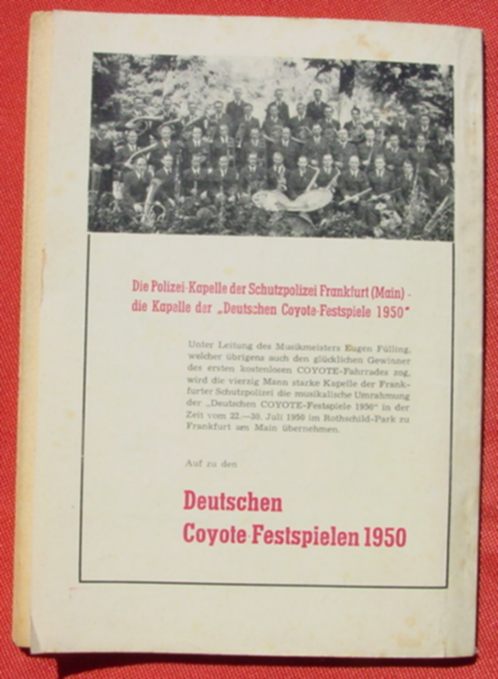 Die Polizei-Kapelle der Schutzpolizei Frankfurt (Main) -
die Kapelle der „Deutschen Coyote-Festspiele 1950"
Unter Leitung des Musikmeisters Eugen Fülling,
welcher übrigens auch den glücklichen Gewinner
des ersten kostenlosen COYOTE-Fahrrades zog,
wird die vierzig Mann starke Kapelle der Frank-
furter Schutzpolizei die musikalische Umrahmung
der „Deutschen COYOTE-Festspiele 1950" in der
Zeit vom 22.—30. Juli 1950 im Rothschild-Park zu
Frankfurt am Main übernehmen.
Auf zu den
Deutschen
Coyote-Festspielen 1950